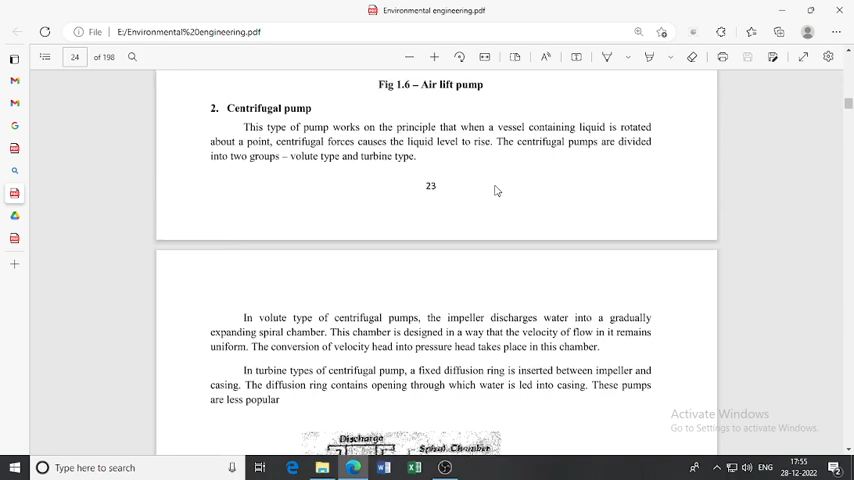 Environmental engineering.pdf
File
E:/Environmental%20engineering.pdf
24
of 198
Fig 1.6 – Air lift pump
2. Centrifugal pump
This type of pump works on the principle that when a vessel containing liquid is rotated
about a point, centrifugal forces causes the liquid level to rise. The centrifugal pumps are divided
into two groups – volute type and turbine type.
23
In volute type of centrifugal pumps, the impeller discharges water into a gradually
expanding spiral chamber. This chamber is designed in a way that the velocity of flow in it remains
uniform. The conversion of velocity head into pressure head takes place in this chamber.
In turbine types of centrifugal pump, a fixed diffusion ring is inserted between impeller and
casing. The diffusion ring contains opening through which water is led into casing. These pumps
are less popular
Discharge
Spiral Chamber
Activate Windows
Go to Settings to activate Windows.
Type here to search
ENG
17:55
28-12-2022
2